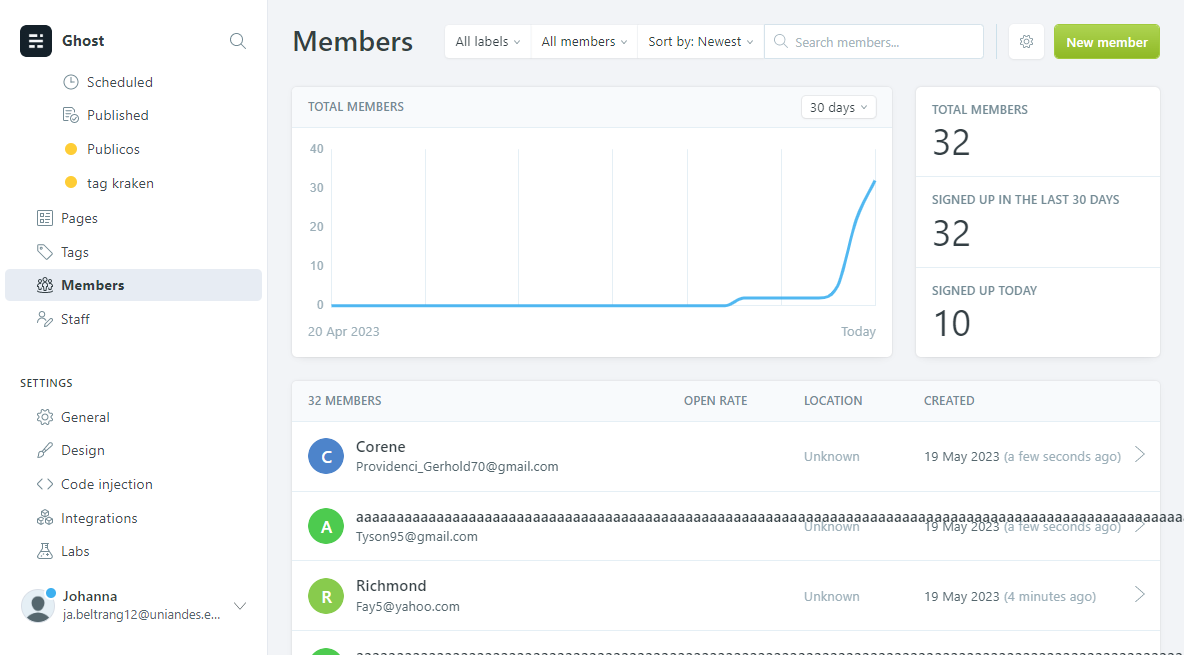 Ghost
Scheduled
Published
Publicos
tag kraken
Pages
Tags
Members
Staff
SETTINGS
General
Design
Code injection
Integrations
Labs
Johanna
ja.beltrang12@uniandes.e...
Members
All labels
All members
Sort by: Newest
Search members...
New member
TOTAL MEMBERS
30 days
40
30
20
10
0
20 Apr 2023
Today
TOTAL MEMBERS
32
SIGNED UP IN THE LAST 30 DAYS
32
SIGNED UP TODAY
10
32 MEMBERS OPEN RATE LOCATION CREATED
C
Corene
Providenci_Gerhold70@gmail.com
Unknown
19 May 2023 (a few seconds ago)
A
Tyson95@gmail.com
Unknown
19 May 2023 (a few seconds ago)
R
Richmond
Fay5@yahoo.com
Unknown
19 May 2023 (4 minutes ago)